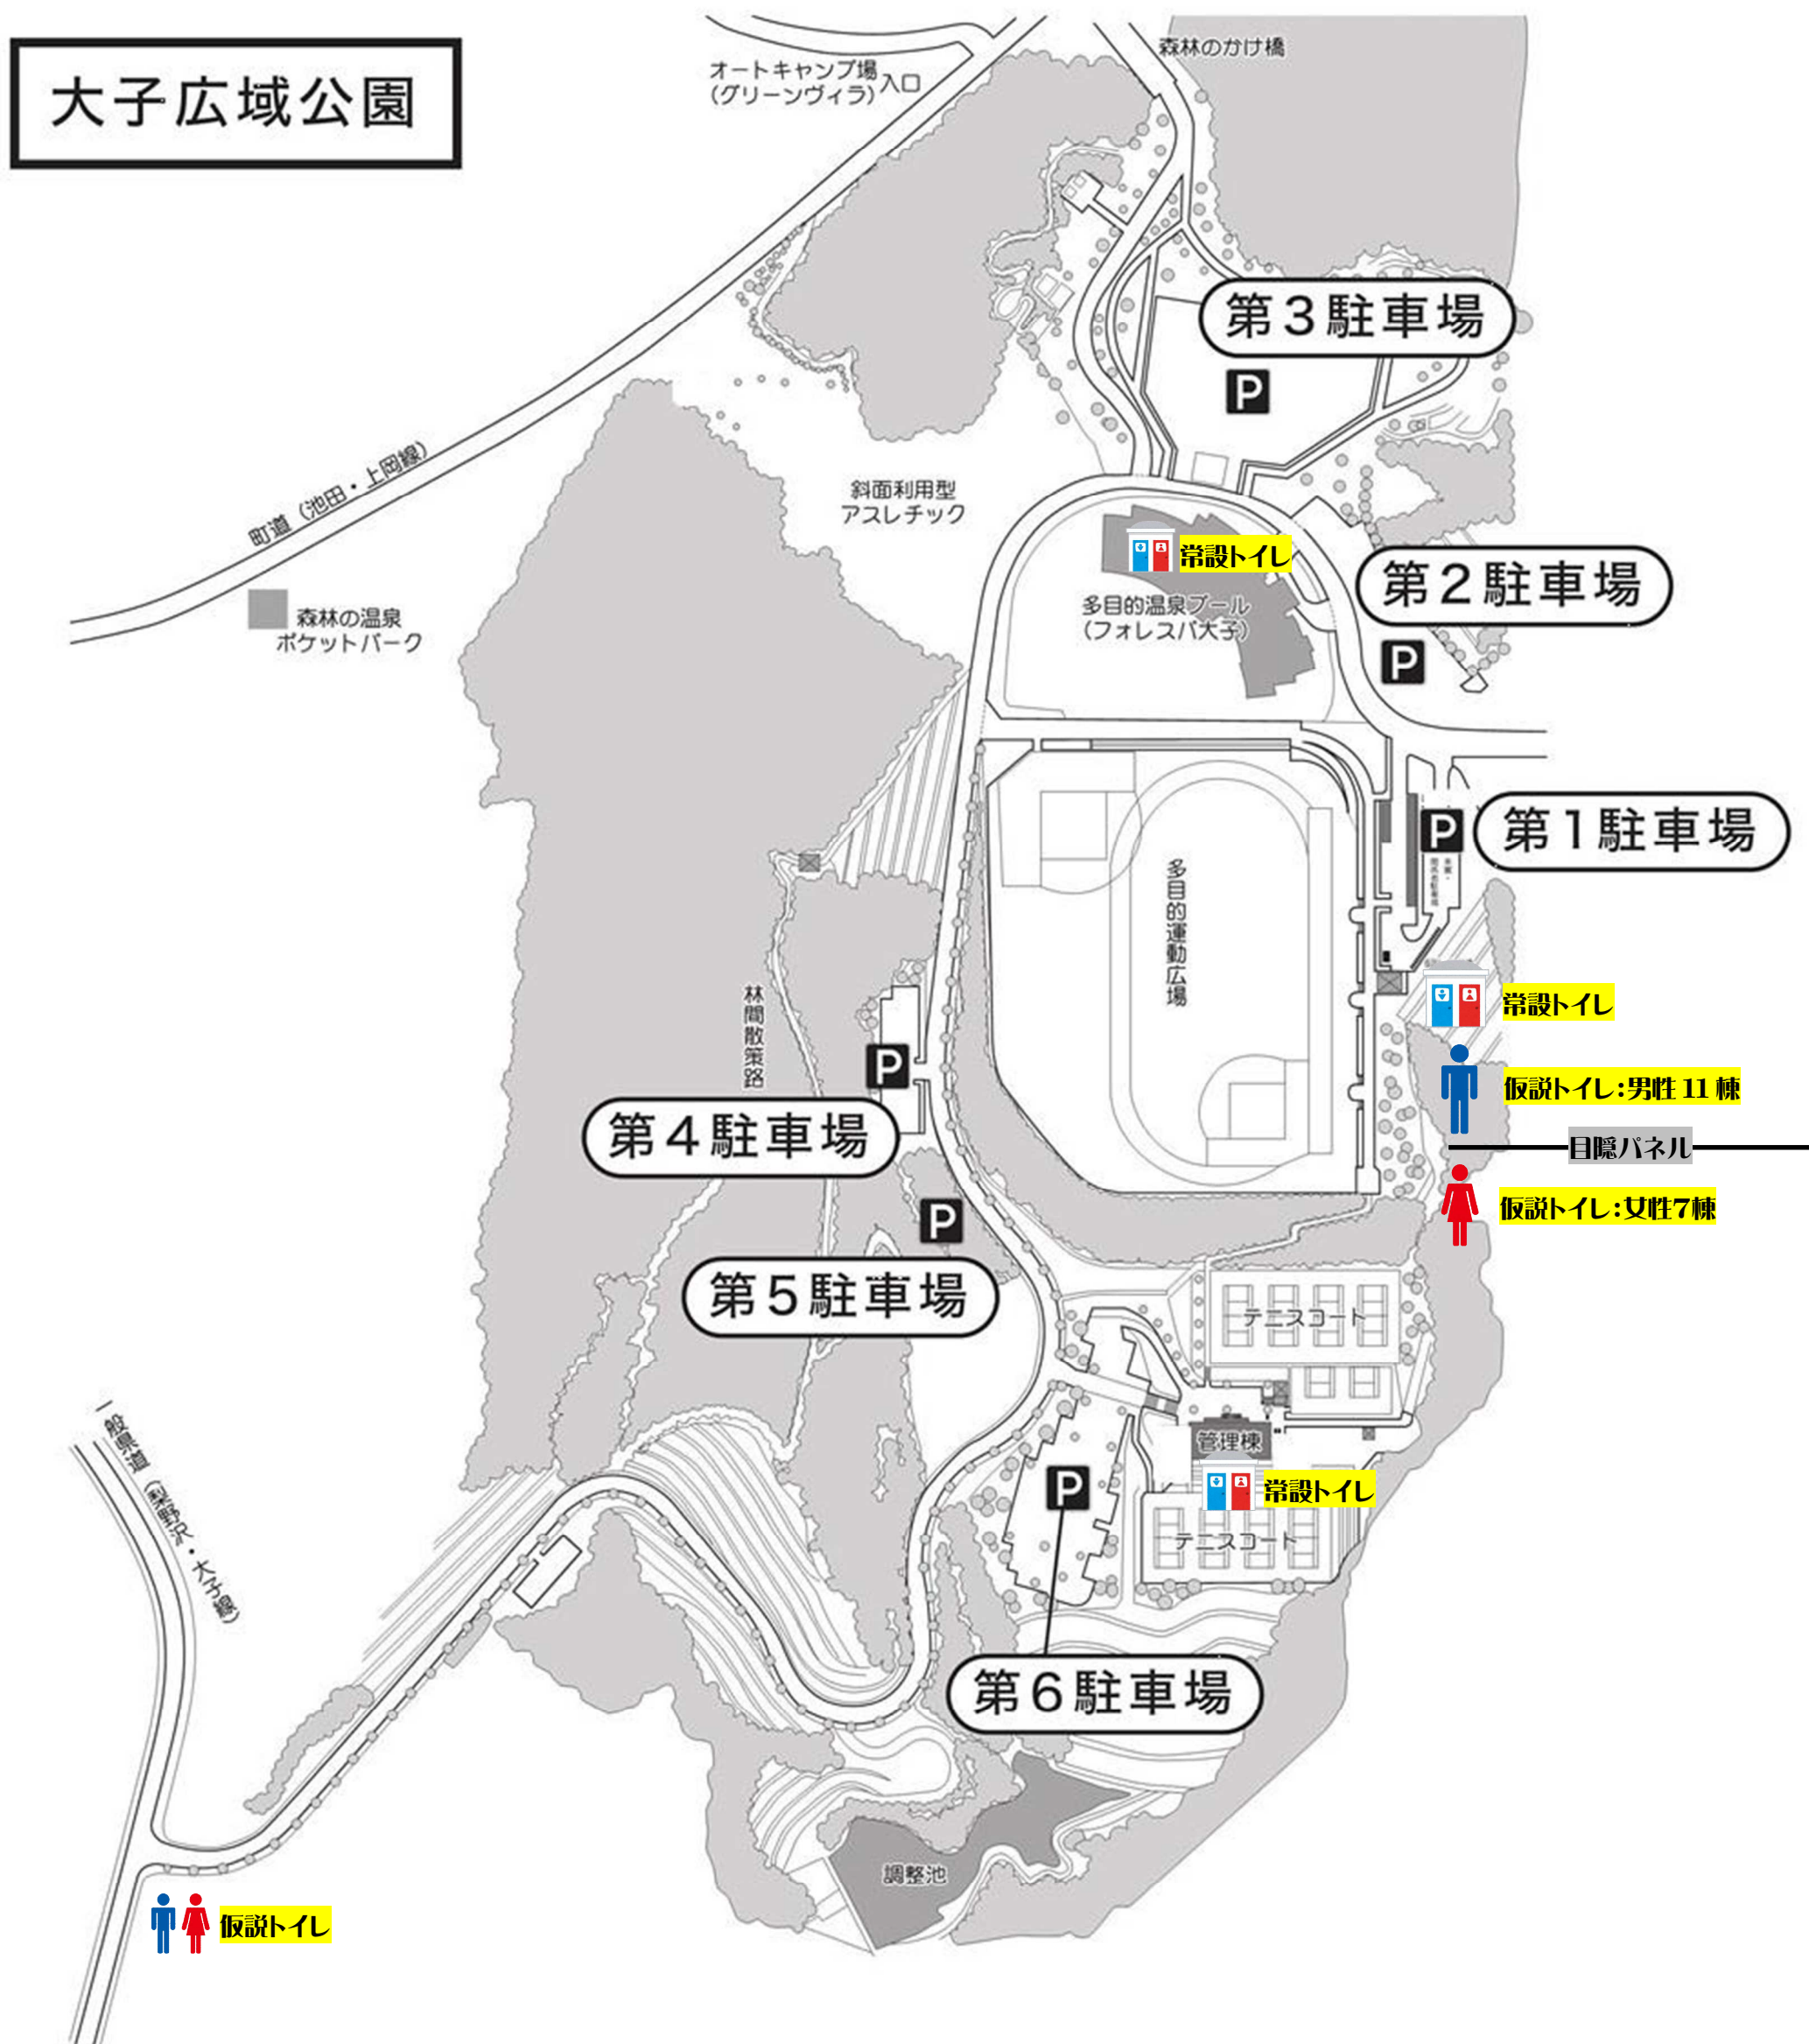 大子広域公園
森林のかけ橋
オートキャンプ場
(グリーンヴィラ)
入口
第3駐車場
P
町道(池田・上岡線)
斜面利用型
アスレチック
常設トイレ
第2駐車場
P
多目的温泉プール
(フォレスパ大子)
森林の温泉
ポケットパーク
P
第1駐車場
多目的運動広場
林間散策路
常設トイレ
P
仮説トイレ:男性11棟
第4駐車場
目隠パネル
P
仮説トイレ:女性7棟
第5駐車場
テニスコート
一般県道(梨野沢・大子線)
管理棟
P
常設トイレ
テニスコート
第6駐車場
調整池
仮説トイレ